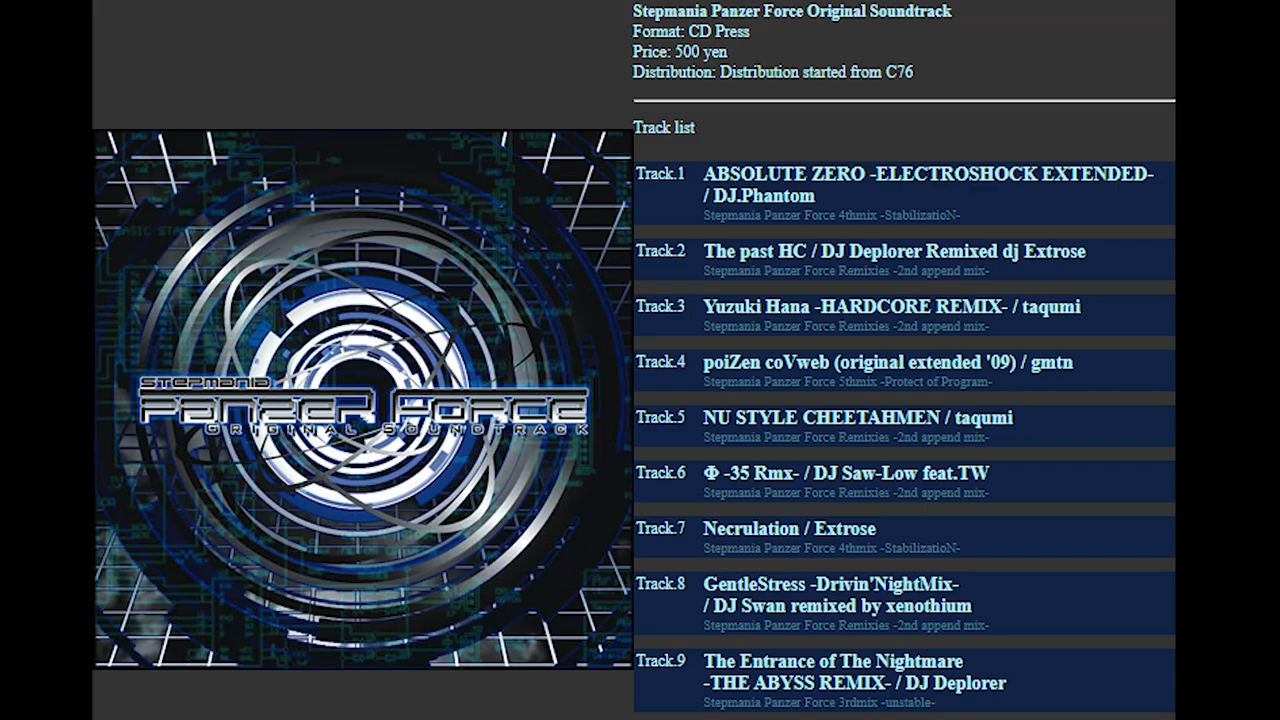 Stepmania Panzer Force Original Soundtrack
Format: CD Press
Price: 500 yen
Distribution: Distribution started from C76
Track list
Track.1 ABSOLUTE ZERO -ELECTROSHOCK EXTENDED-
/ DJ.Phantom
Stepmania Panzer Force 4thmix -StabilizatioN-
Track.2 The past HC / DJ Deplorer Remixed dj Extrose
Stepmania Panzer Force Remixies -2nd append mix-
Track.3 Yuzuki Hana -HARDCORE REMIX- / taqumi
Stepmania Panzer Force Remixies -2nd append mix-
Track.4 poiZen coVweb (original extended '09) / gmtn
Stepmania Panzer Force 5thmix -Protect of Program-
Track.5 NU STYLE CHEETAHMEN / taqumi
Stepmania Panzer Force Remixies -2nd append mix-
Track.6 Φ -35 Rmx- / DJ Saw-Low feat.TW
Stepmania Panzer Force Remixies -2nd append mix-
Track.7 Necrulation / Extrose
Stepmania Panzer Force 4thmix -StabilizatioN-
Track.8 GentleStress -Drivin'NightMix-
/ DJ Swan remixed by xenothium
Stepmania Panzer Force Remixies -2nd append mix-
Track.9 The Entrance of The Nightmare
-THE ABYSS REMIX- / DJ Deplorer
Stepmania Panzer Force 3rdmix -unstable-
STEPMANIA
PANZER FORCE
ORIGINAL SOUNDTRACK